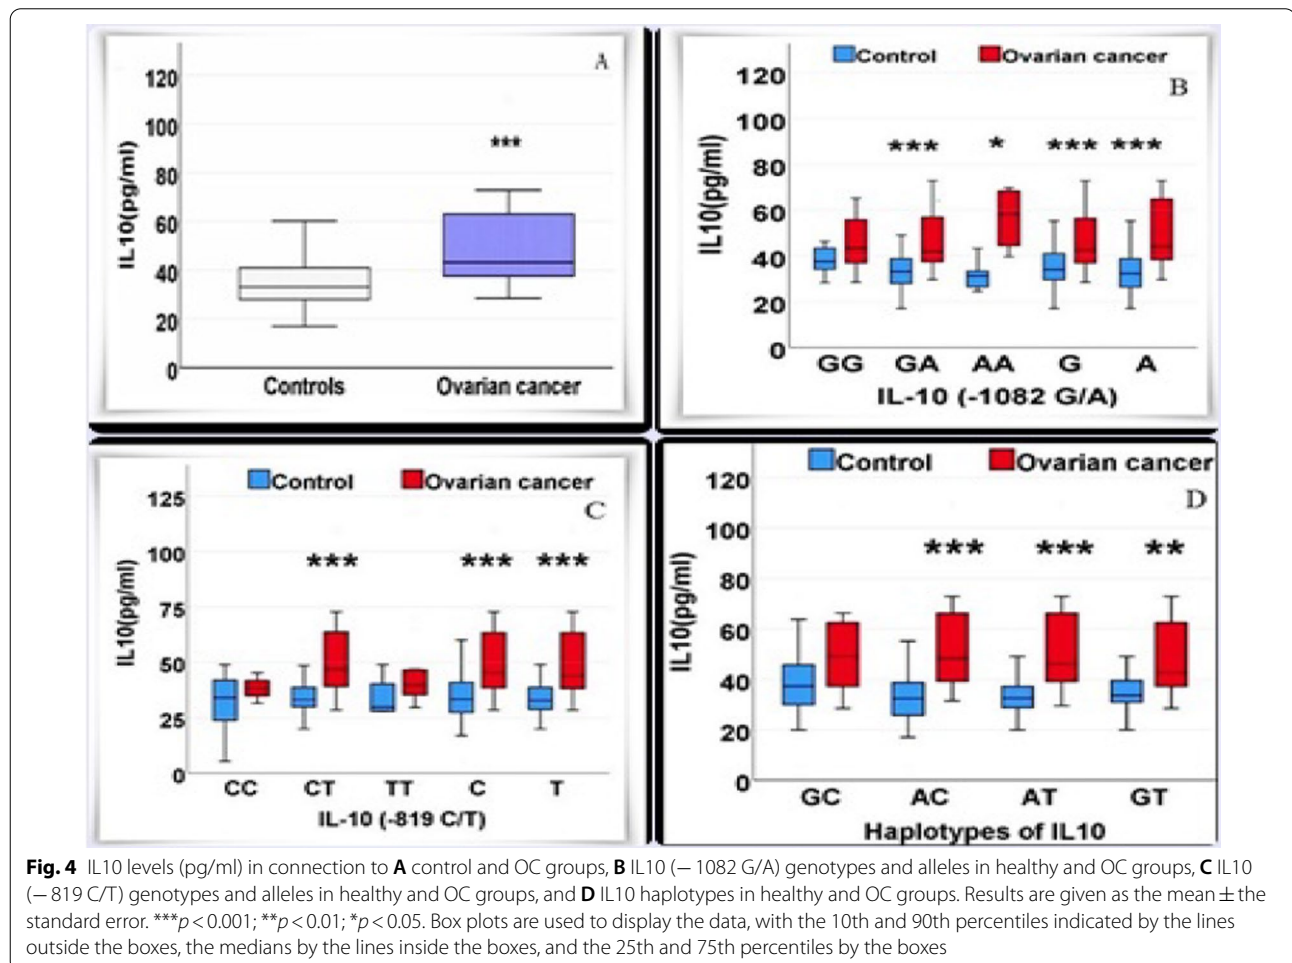 A
120
100
80
60
40
20
0
IL10(pg/ml)
***
Controls Ovarian cancer
Control Ovarian cancer
B
120
100
80
60
40
20
0
IL10(pg/ml)
*** * *** ***
GG GA AA G A
IL-10 (-1082 G/A)
Control Ovarian cancer
C
125
100
75
50
25
0
IL10(pg/ml)
*** *** ***
CC CT TT C T
IL-10 (-819 C/T)
Control Ovarian cancer
D
120
100
80
60
40
20
0
IL10(pg/ml)
*** *** **
GC AC AT GT
Haplotypes of IL10
Fig. 4 IL10 levels (pg/ml) in connection to A control and OC groups, B IL10 (− 1082 G/A) genotypes and alleles in healthy and OC groups, C IL10
(− 819 C/T) genotypes and alleles in healthy and OC groups, and D IL10 haplotypes in healthy and OC groups. Results are given as the mean ± the
standard error. ***p < 0.001; **p < 0.01; *p < 0.05. Box plots are used to display the data, with the 10th and 90th percentiles indicated by the lines
outside the boxes, the medians by the lines inside the boxes, and the 25th and 75th percentiles by the boxes